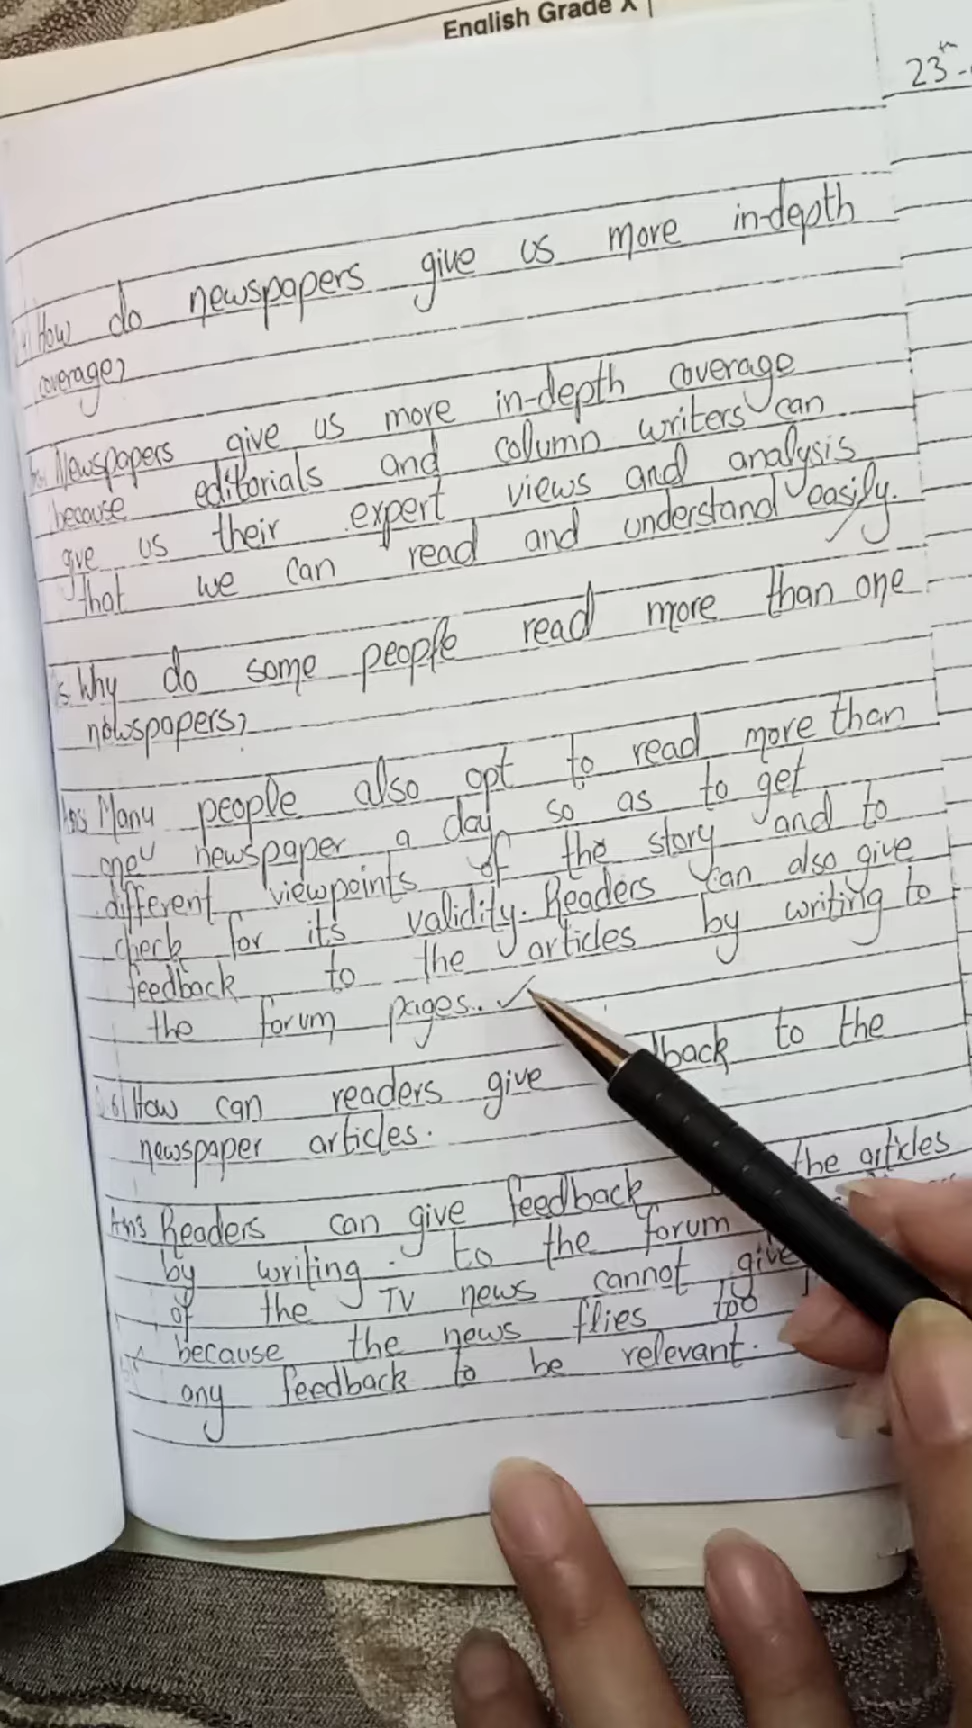 English Grade X
23th
How do newspapers give us more in-depth
coverage?
Newspapers give us more in-depth coverage
because editorials and column writers can
give us their expert views and analysis
that we can read and understand easily.
Why do some people read more than one
newspapers?
Ans Many people also opt to read more than
one newspaper a day so as to get
different viewpoints of the story and to
check for its validity. Readers can also give
feedback to the articles by writing to
the forum pages.
6) How can readers give back to the
newspaper articles.
Ans Readers can give feedback the articles
by writing. to the forum
of the TV news cannot give
because the news flies too
any feedback to be relevant.